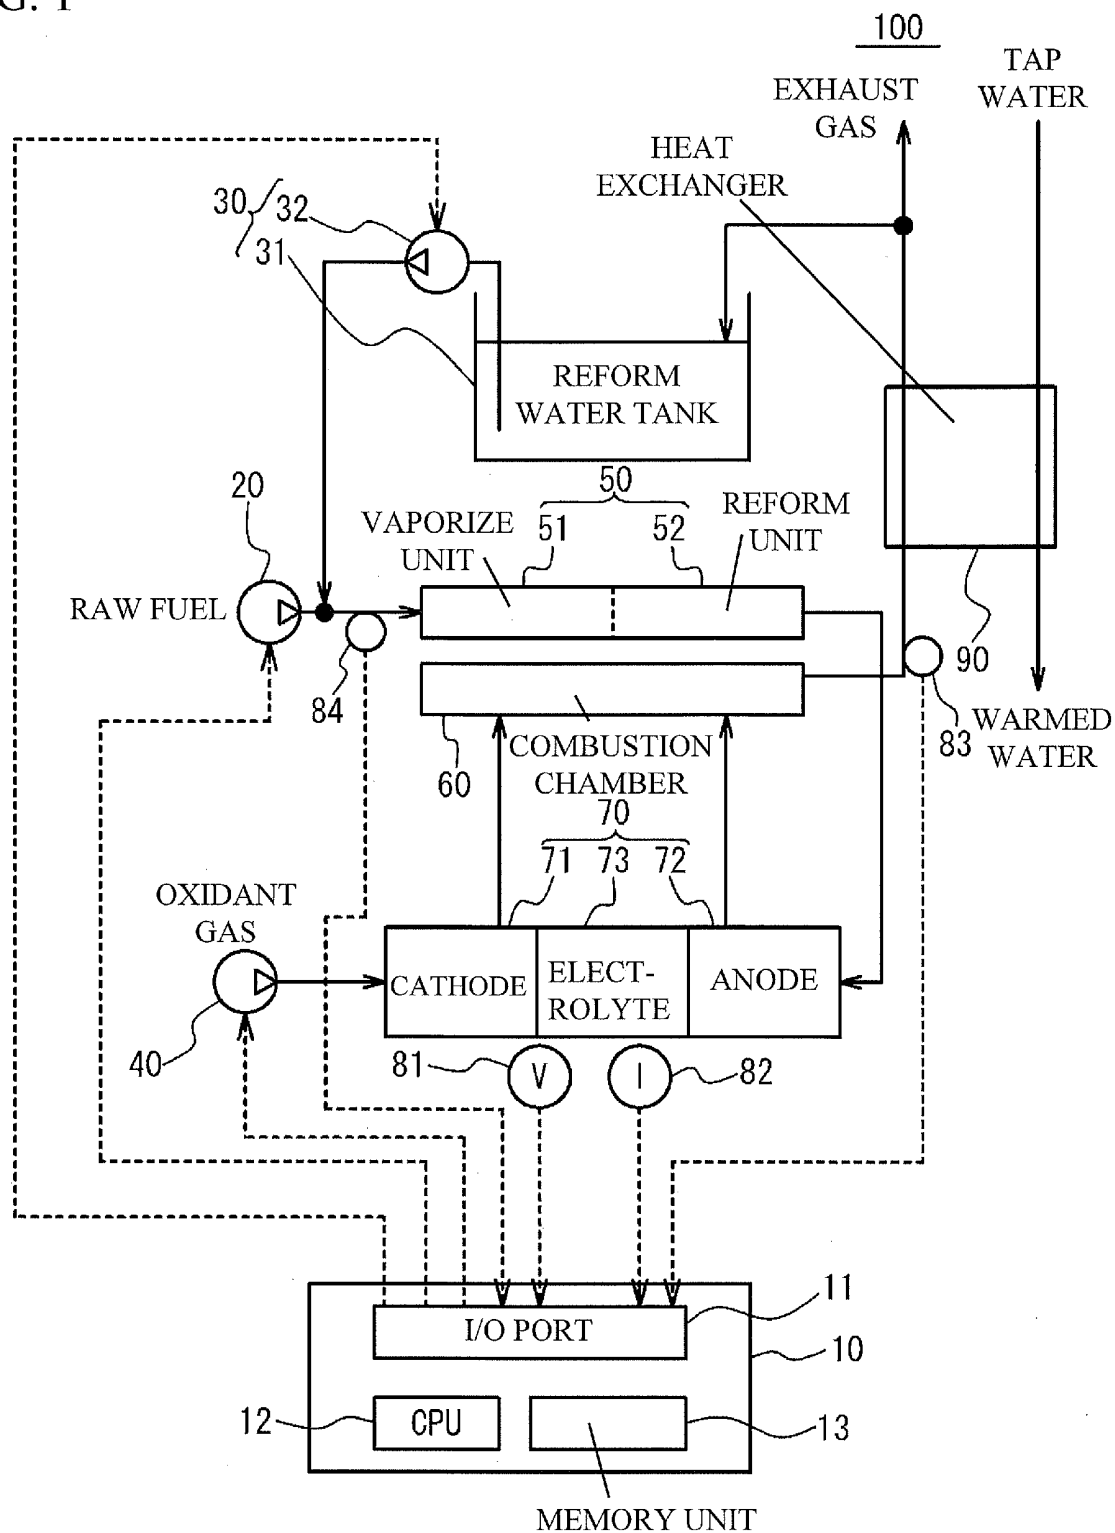 G. 1
100
EXHAUST
GAS
TAP
WATER
HEAT
EXCHANGER
30
32
31
REFORM
WATER TANK
20
50
VAPORIZE
UNIT
51
52
REFORM
UNIT
RAW FUEL
84
90
83
WARMED
WATER
60
COMBUSTION
CHAMBER
70
71
73
72
OXIDANT
GAS
CATHODE
ELECT-
ROLYTE
ANODE
40
81
V
I
82
11
I/O PORT
10
12
CPU
13
MEMORY UNIT